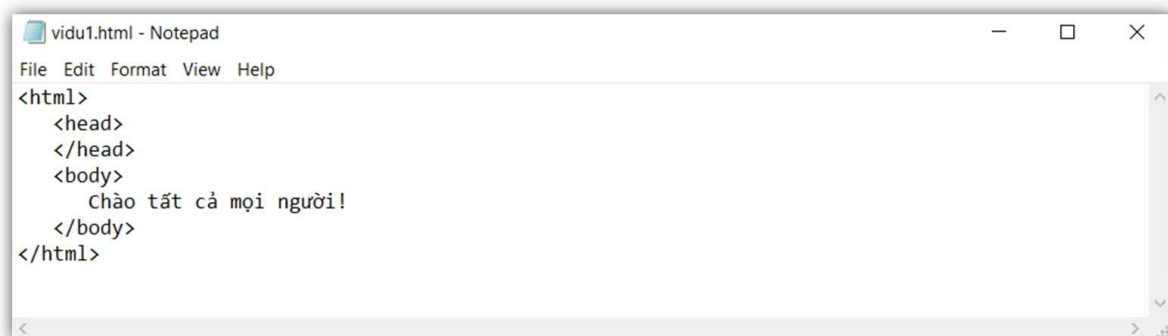 vidu1.html - Notepad
File Edit Format View Help
<html>
<head>
</head>
<body>
Chào tất cả mọi người!
</body>
</html>